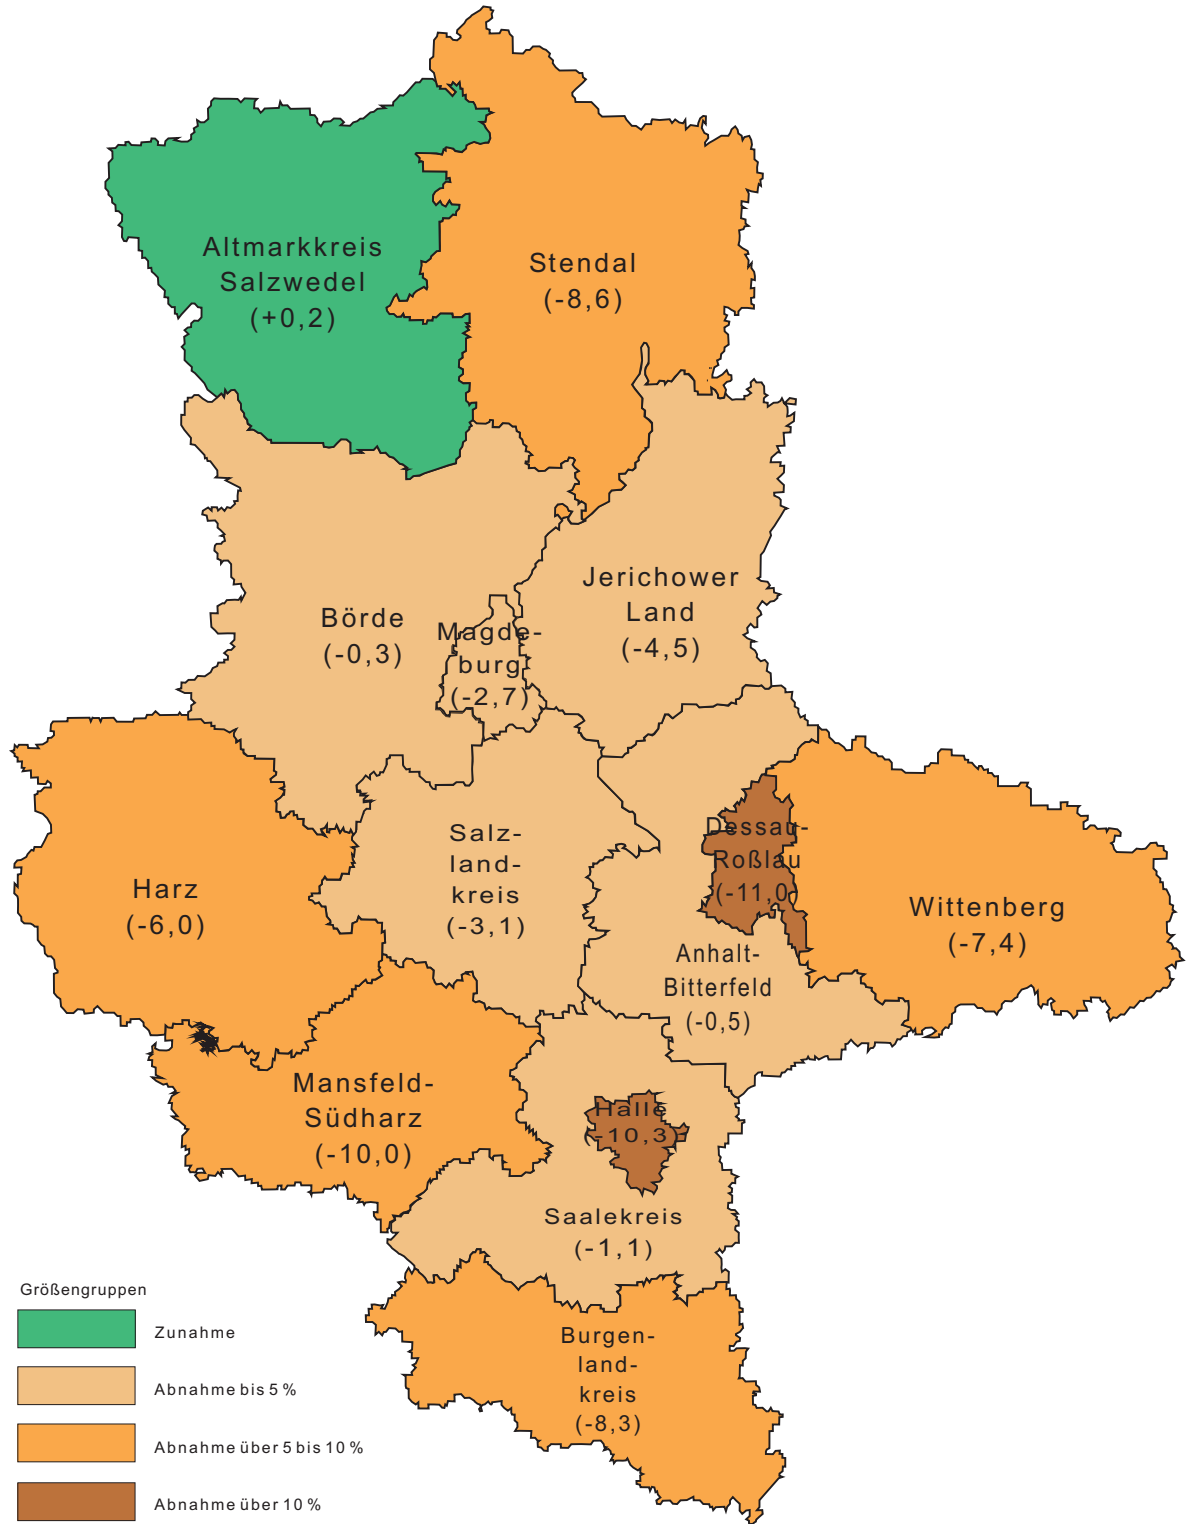 Altmarkkreis
Salzwedel
(+0,2)
Stendal
(-8,6)
Jerichower
Land
(-4,5)
Börde
(-0,3)
Magde-
burg
(-2,7)
Salz-
land-
kreis
(-3,1)
Dessau-
Roßlau
(-11,0)
Harz
(-6,0)
Wittenberg
(-7,4)
Anhalt-
Bitterfeld
(-0,5)
Mansfeld-
Südharz
(-10,0)
Halle
(-10,3)
Saalekreis
(-1,1)
Burgen-
land-
kreis
(-8,3)
Größengruppen
Zunahme
Abnahme bis 5 %
Abnahme über 5 bis 10 %
Abnahme über 10 %